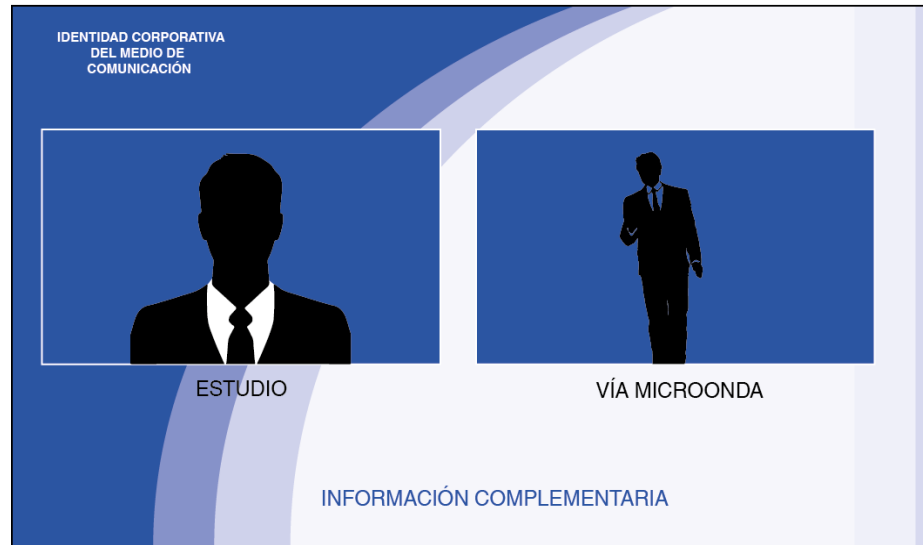 IDENTIDAD CORPORATIVA
DEL MEDIO DE
COMUNICACIÓN
ESTUDIO
VÍA MICROONDA
INFORMACIÓN COMPLEMENTARIA